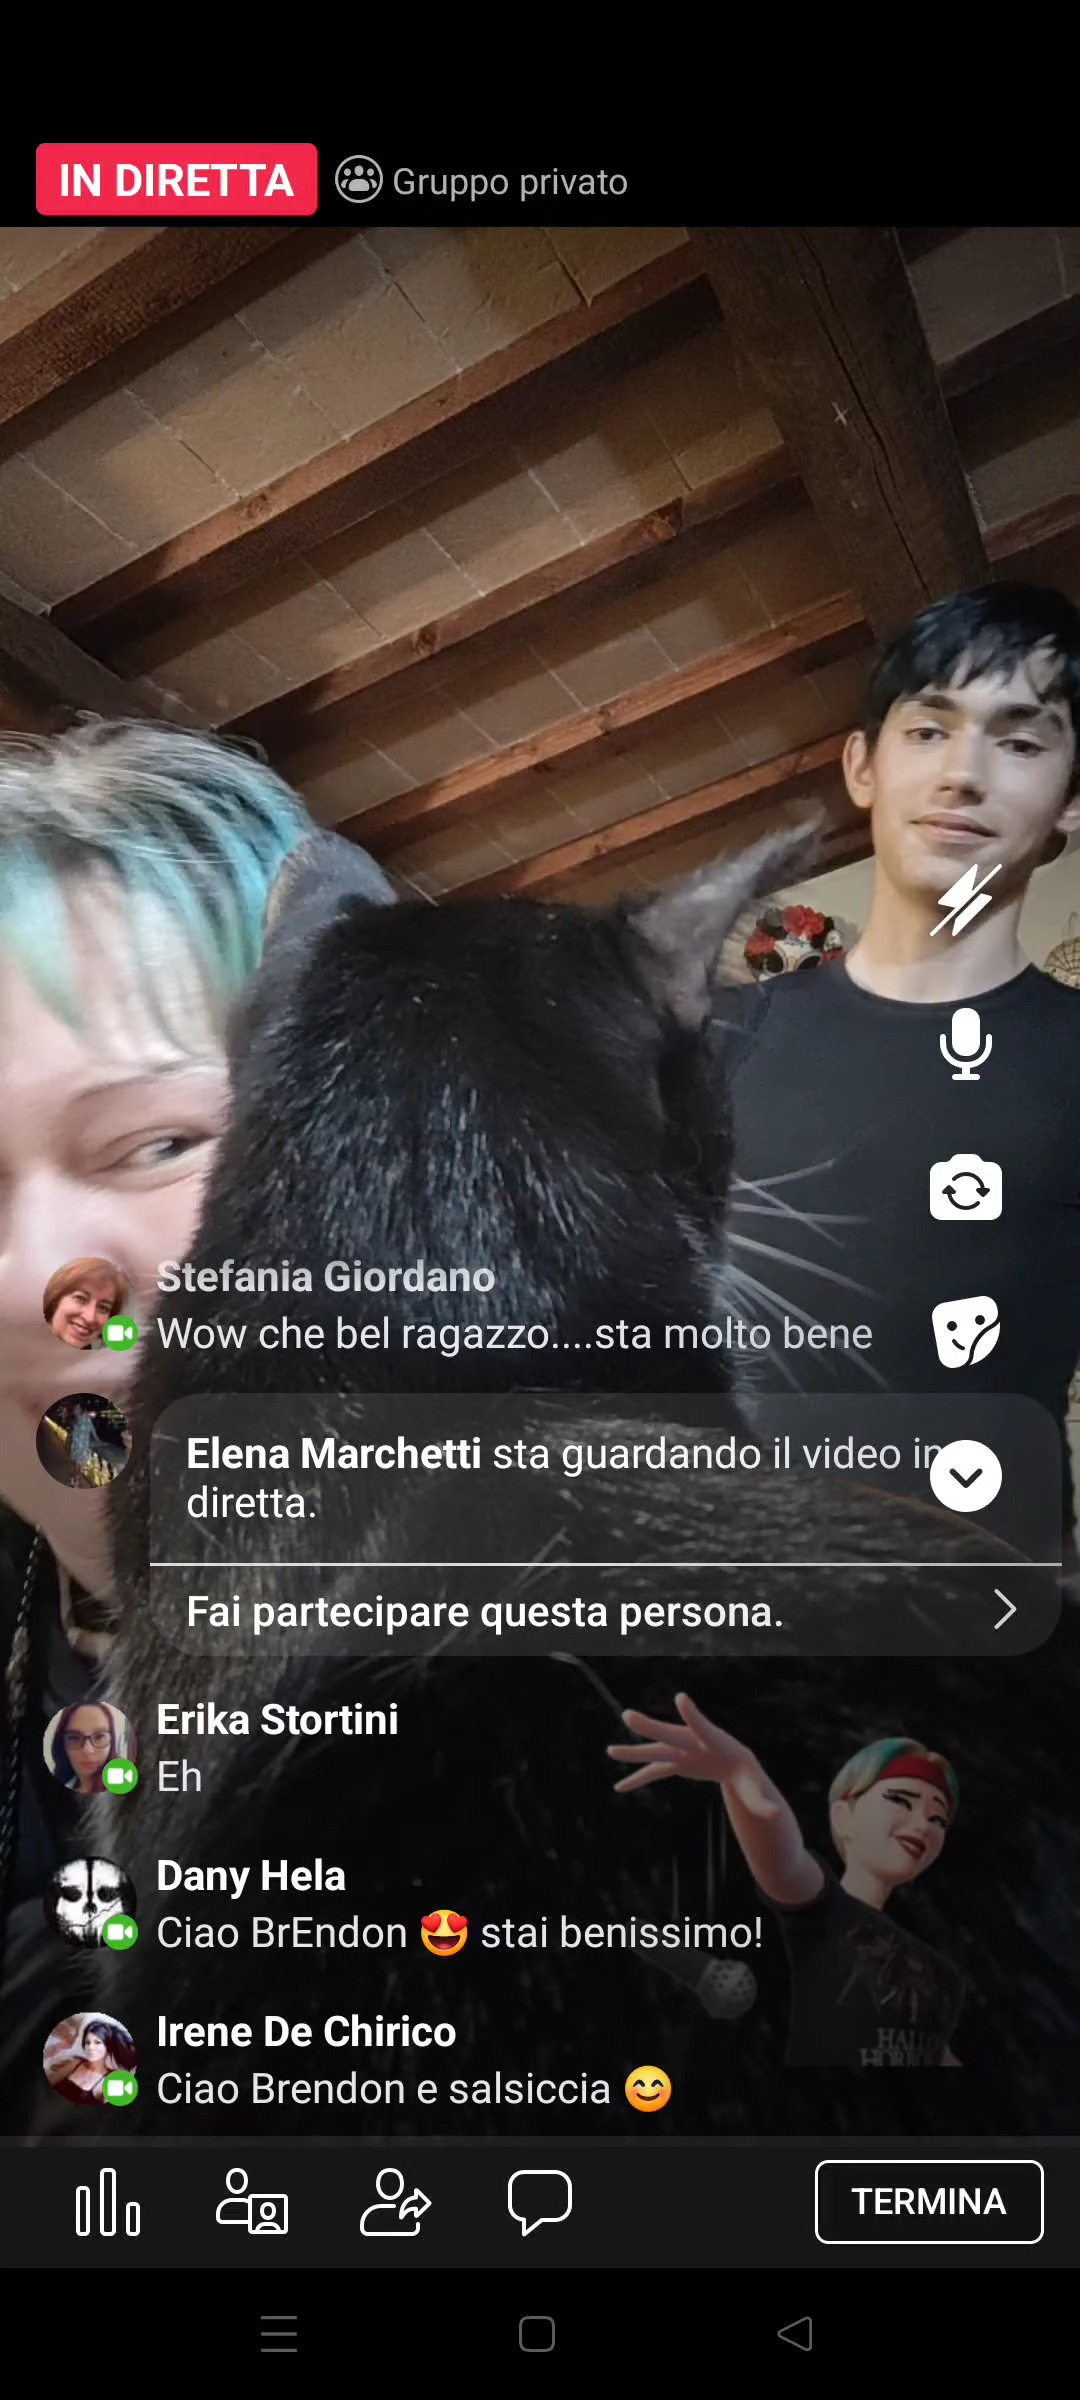 IN DIRETTA
Gruppo privato
Stefania Giordano
Wow che bel ragazzo....sta molto bene
Elena Marchetti sta guardando il video in
diretta.
Fai partecipare questa persona.
Erika Stortini
Eh
Dany Hela
Ciao BrEndon 😍 stai benissimo!
Irene De Chirico
Ciao Brendon e salsiccia 😊
TERMINA